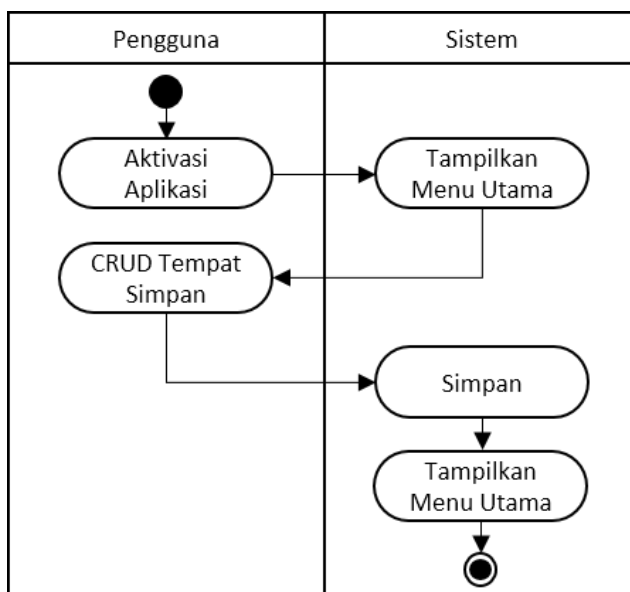 Pengguna
Sistem
Aktivasi
Aplikasi
Tampilkan
Menu Utama
CRUD Tempat
Simpan
Simpan
Tampilkan
Menu Utama